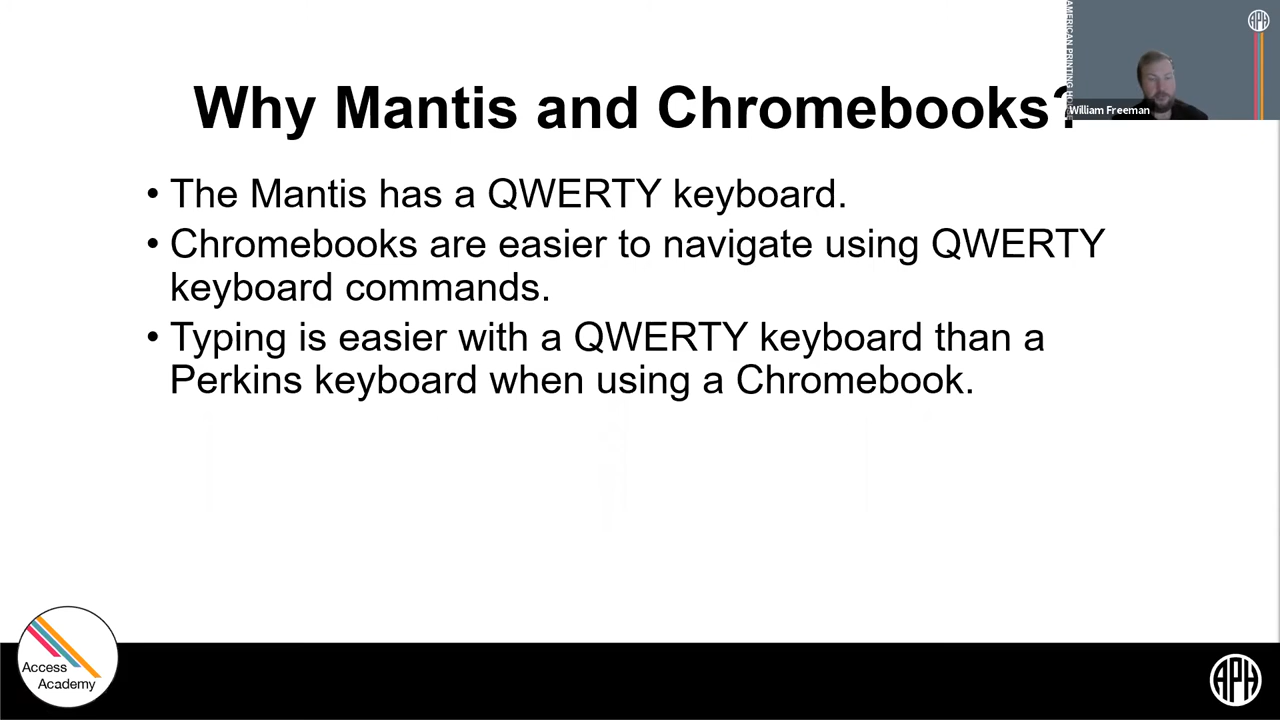 Why Mantis and Chromebooks?
AMERICAN PRINTING HOUSE
APH
William Freeman
• The Mantis has a QWERTY keyboard.
• Chromebooks are easier to navigate using QWERTY
keyboard commands.
• Typing is easier with a QWERTY keyboard than a
Perkins keyboard when using a Chromebook.
Access
Academy
APH